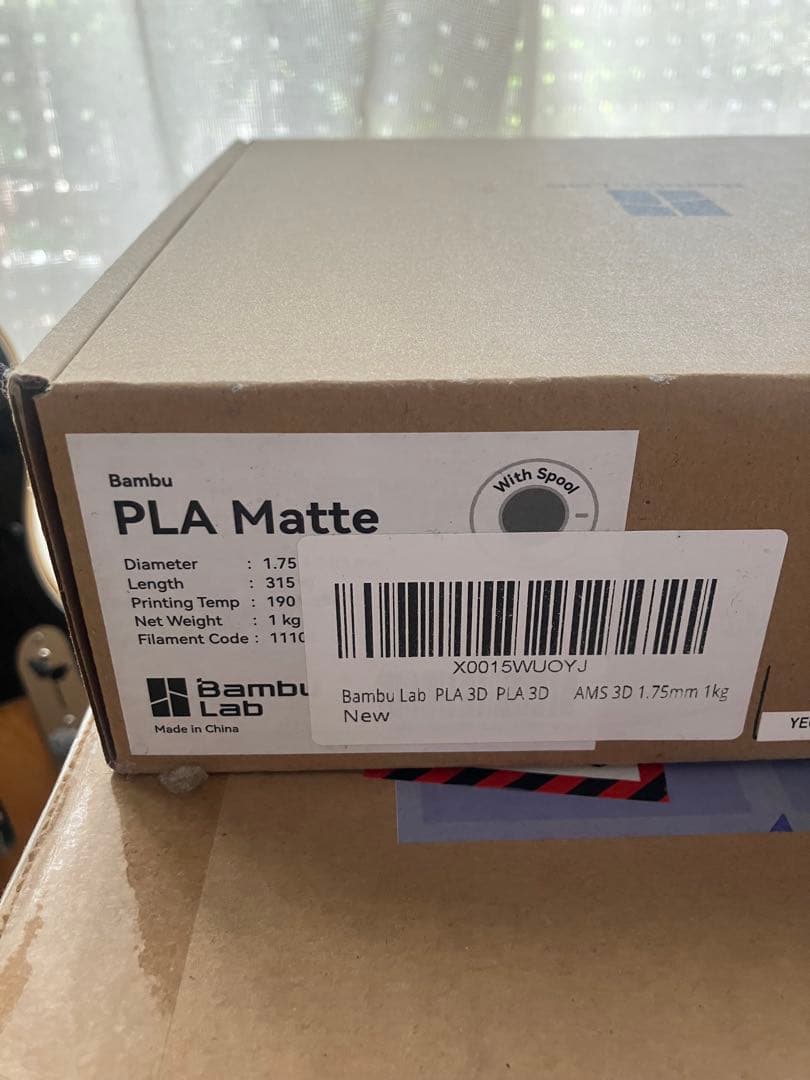 Bambu
PLA Matte
With Spool
Diameter : 1.75
Length : 315
Printing Temp : 190
Net Weight : 1 kg
Filament Code : 1110
Bambu
Lab
Made in China
X0015WUOYJ
Bambu Lab PLA 3D PLA 3D AMS 3D 1.75mm 1kg
New